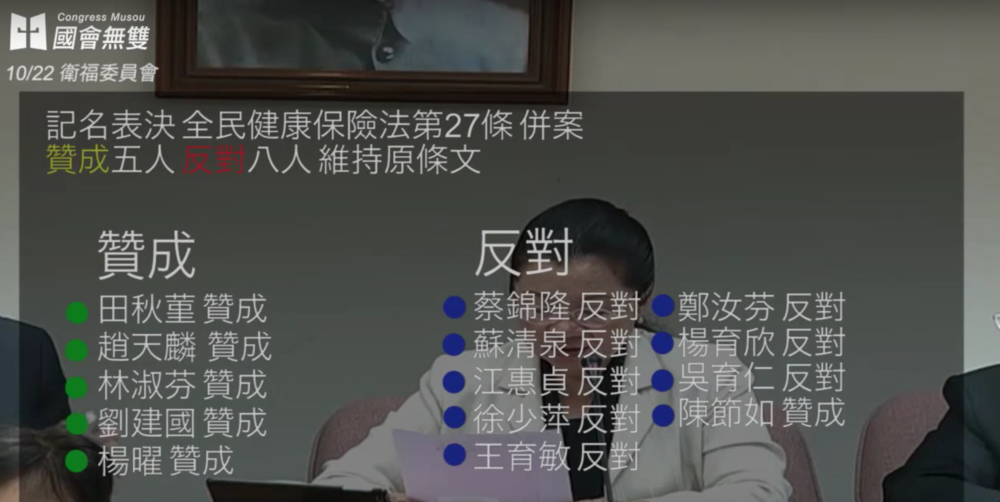 Congress Musou
國會無雙
10/22 衛福委員會
記名表決 全民健康保險法第27條 併案
贊成五人 反對八人 維持原條文
贊成
田秋堇 贊成
趙天麟 贊成
林淑芬 贊成
劉建國 贊成
楊曜 贊成
反對
蔡錦隆 反對
蘇清泉 反對
江惠貞 反對
徐少萍 反對
王育敏 反對
鄭汝芬 反對
楊育欣 反對
吳育仁 反對
陳節如 贊成